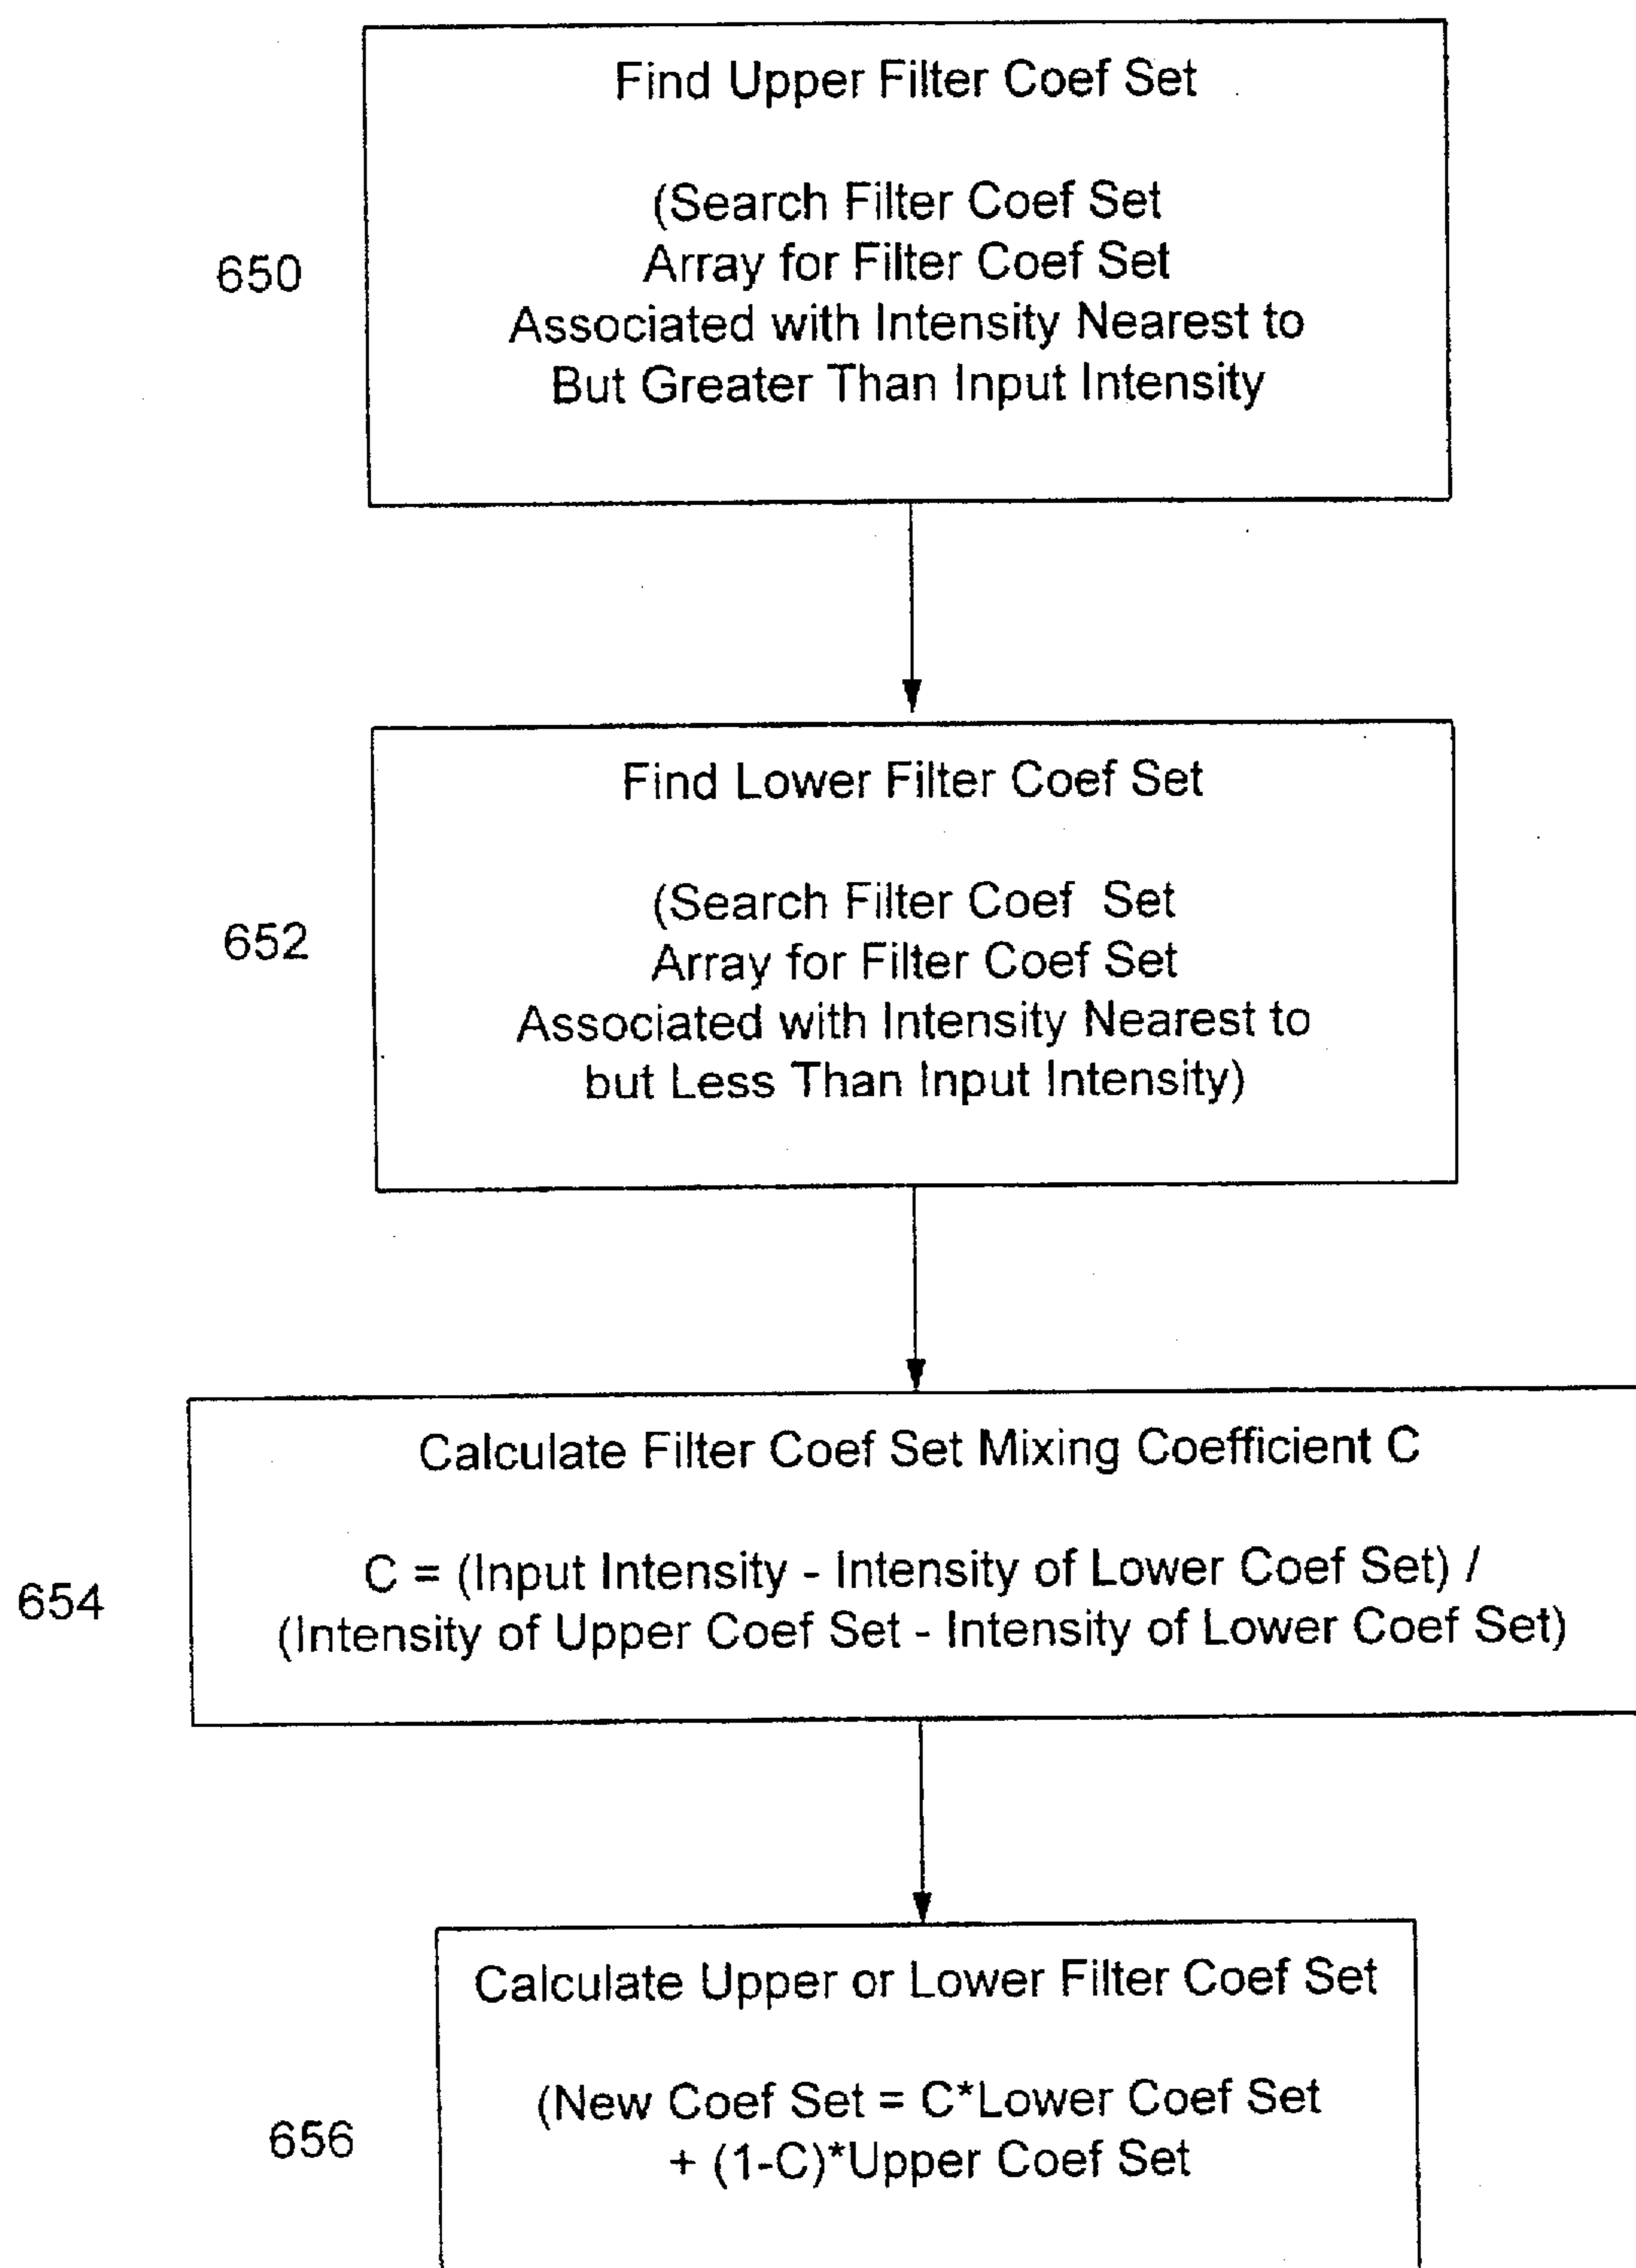 Find Upper Filter Coef Set
(Search Filter Coef Set
Array for Filter Coef Set
Associated with Intensity Nearest to
But Greater Than Input Intensity
650
Find Lower Filter Coef Set
(Search Filter Coef Set
Array for Filter Coef Set
Associated with Intensity Nearest to
but Less Than Input Intensity)
652
Calculate Filter Coef Set Mixing Coefficient C
C = (Input Intensity - Intensity of Lower Coef Set) /
(Intensity of Upper Coef Set - Intensity of Lower Coef Set)
654
Calculate Upper or Lower Filter Coef Set
(New Coef Set = C*Lower Coef Set
+ (1-C)*Upper Coef Set
656